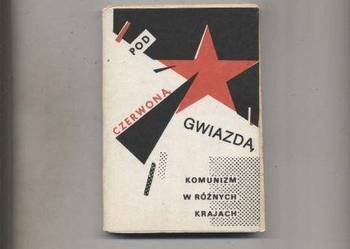 POD
CZERWONĄ
GWIAZDĄ
KOMUNIZM
W RÓŻNYCH
KRAJACH